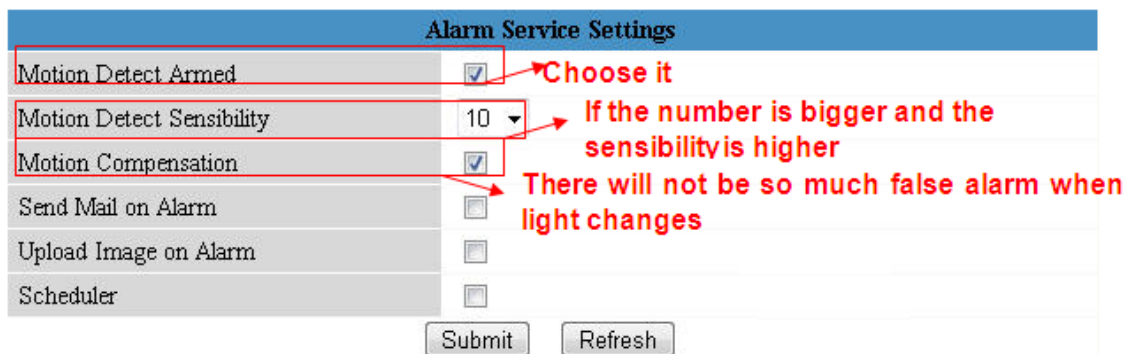 Alarm Service Settings
Motion Detect Armed
Choose it
Motion Detect Sensibility
10
If the number is bigger and the
sensibility is higher
Motion Compensation
There will not be so much false alarm when
light changes
Send Mail on Alarm
Upload Image on Alarm
Scheduler
Submit Refresh